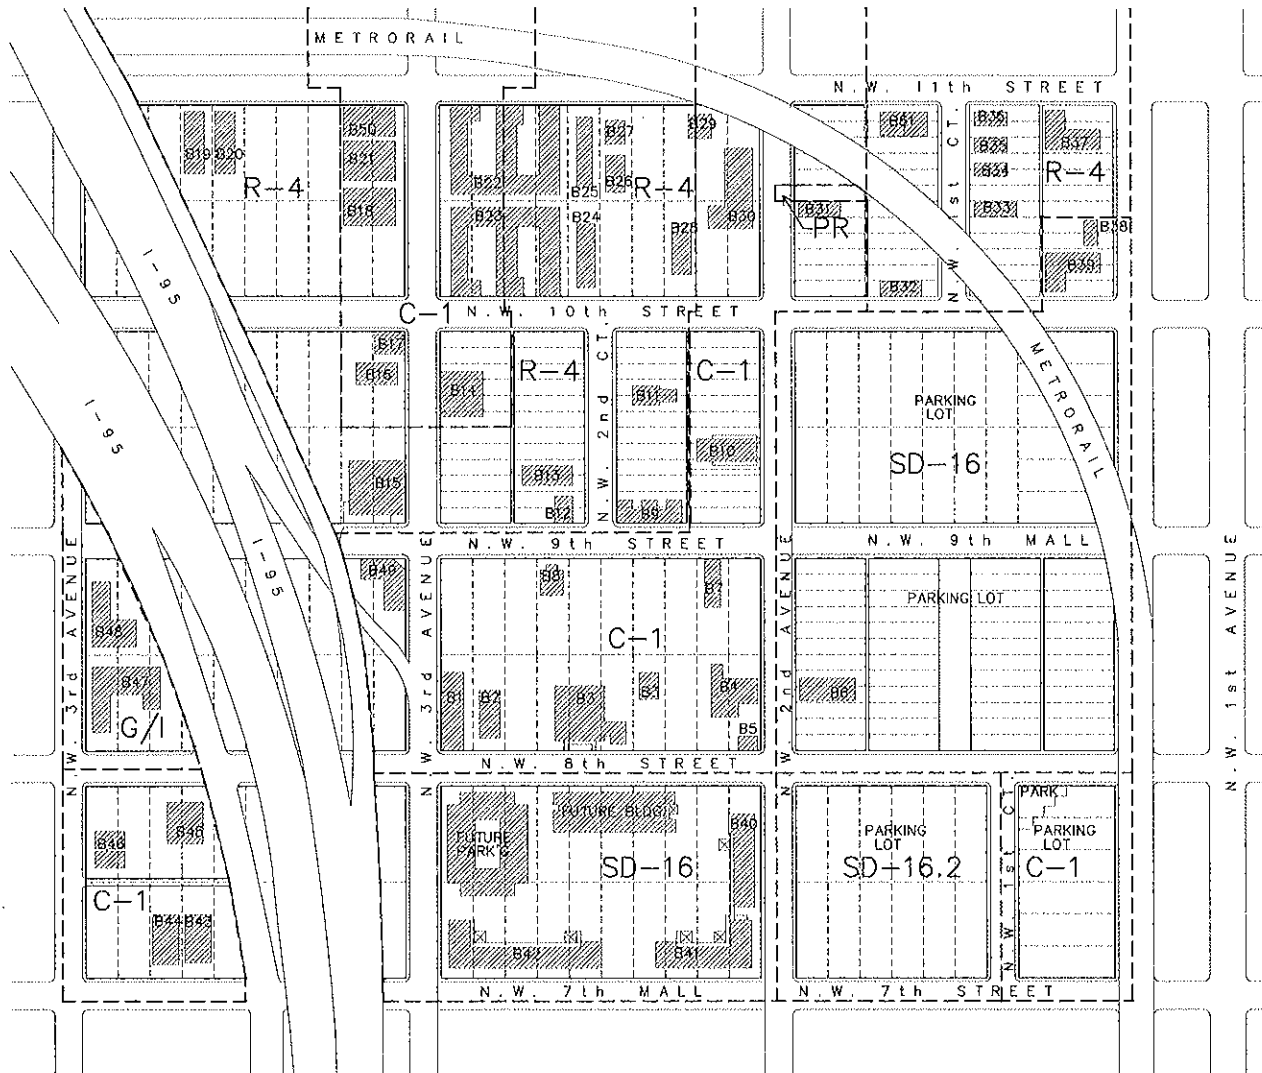 METRORAIL
N.W. 11th STREET
B19
B20
B50
B21
B18
R-4
B22
B23
B25
B24
B27
B26
R-4
B29
B28
B30
B31
PR
B51
B32
N.W. 1st CT.
B36
B35
B34
B33
B37
R-4
B38
B39
I-95
C-1
N.W. 10th STREET
B17
B16
B15
B14
R-4
B13
B12
N.W. 2nd CT.
B11
B9
C-1
B10
PARKING
LOT
SD-16
METRORAIL
I-95
I-95
N.W. 9th STREET
N.W. 9th MALL
N.W. 3rd AVENUE
B49
B48
B47
G/I
N.W. 3rd AVENUE
B8
B7
C-1
B1
B2
B3
B3
B4
B5
N.W. 2nd AVENUE
PARKING LOT
B6
N.W. 1st AVENUE
N.W. 8th STREET
B46
B45
C-1
B44
B43
FUTURE
PARK'G
FUTURE BLDG.
B40
SD-16
B42
B41
PARKING
LOT
SD-16.2
N.W. 1st CT.
PARK
PARKING
LOT
C-1
N.W. 7th MALL
N.W. 7th STREET